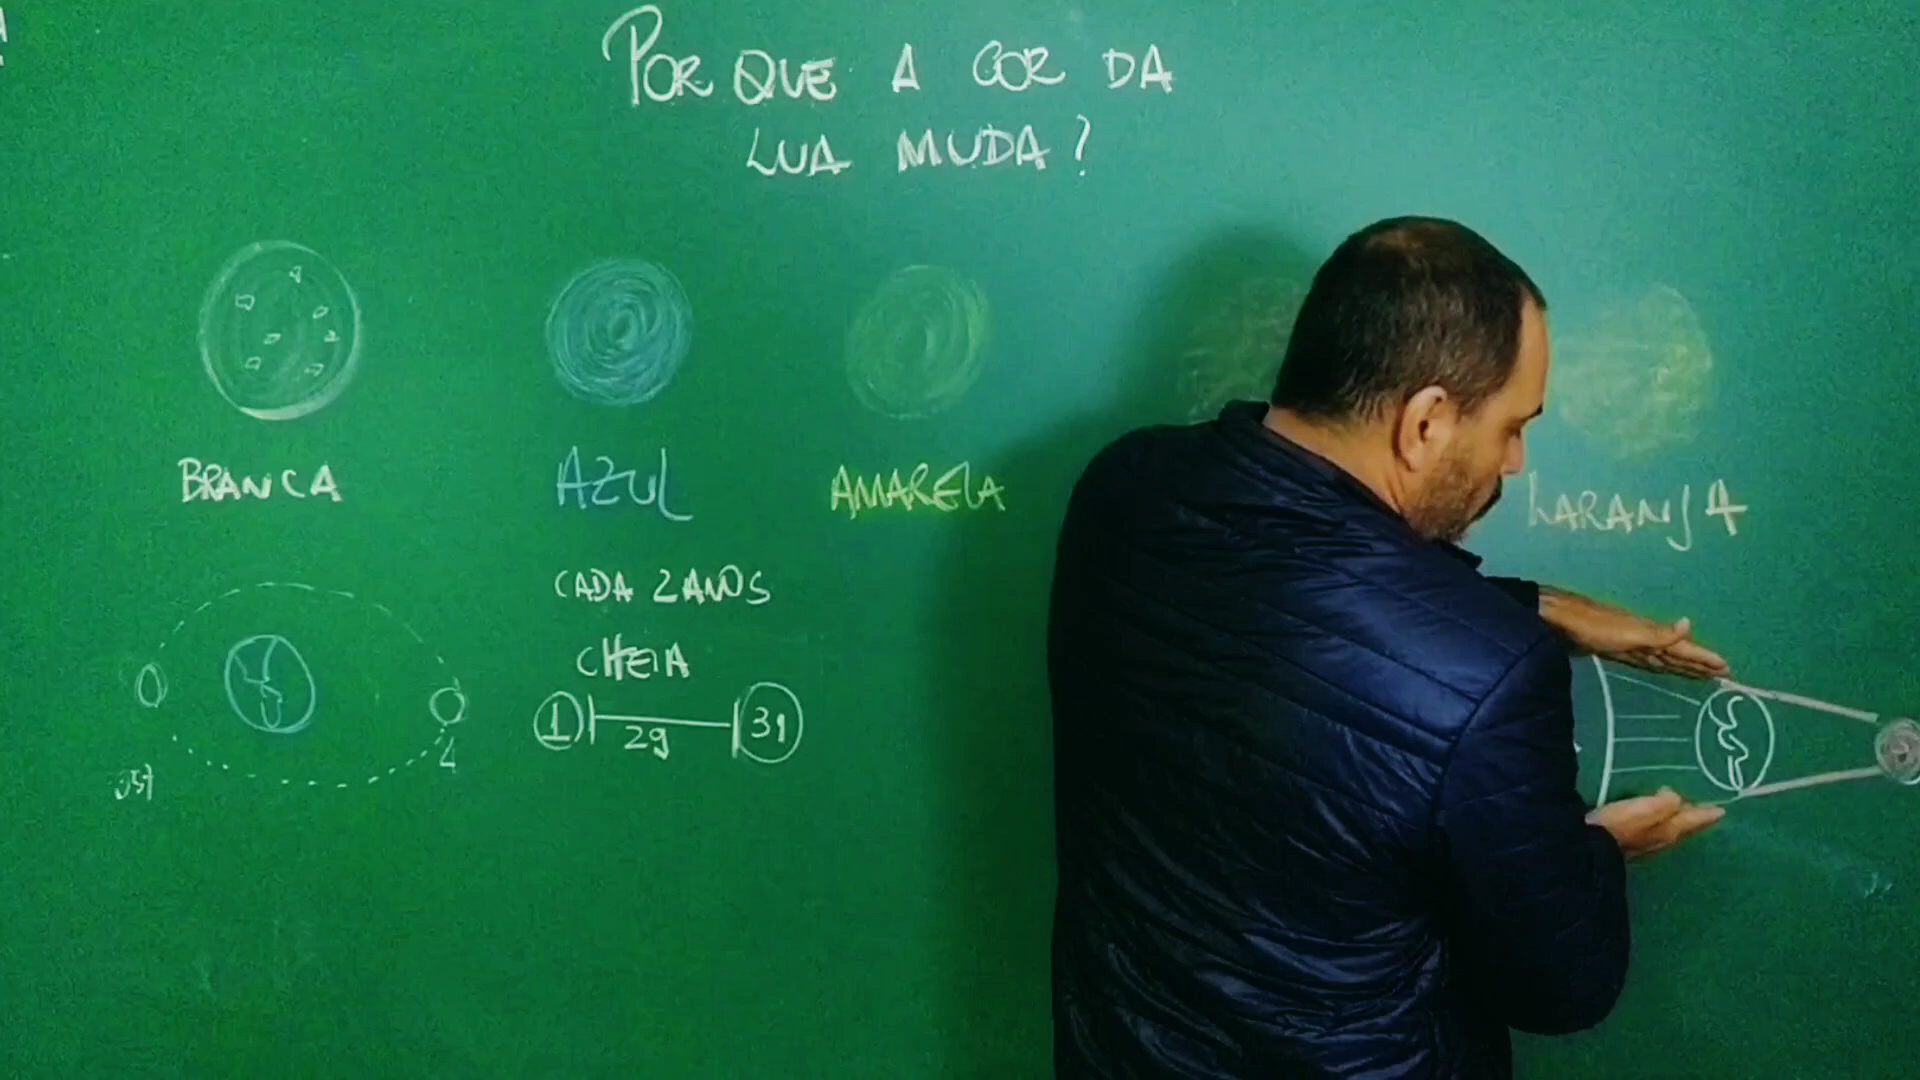 POR QUE A COR DA
LUA MUDA?
BRANCA
AZUL
AMARELA
LARANJA
CADA 2 ANOS
CHEIA
1 29 31